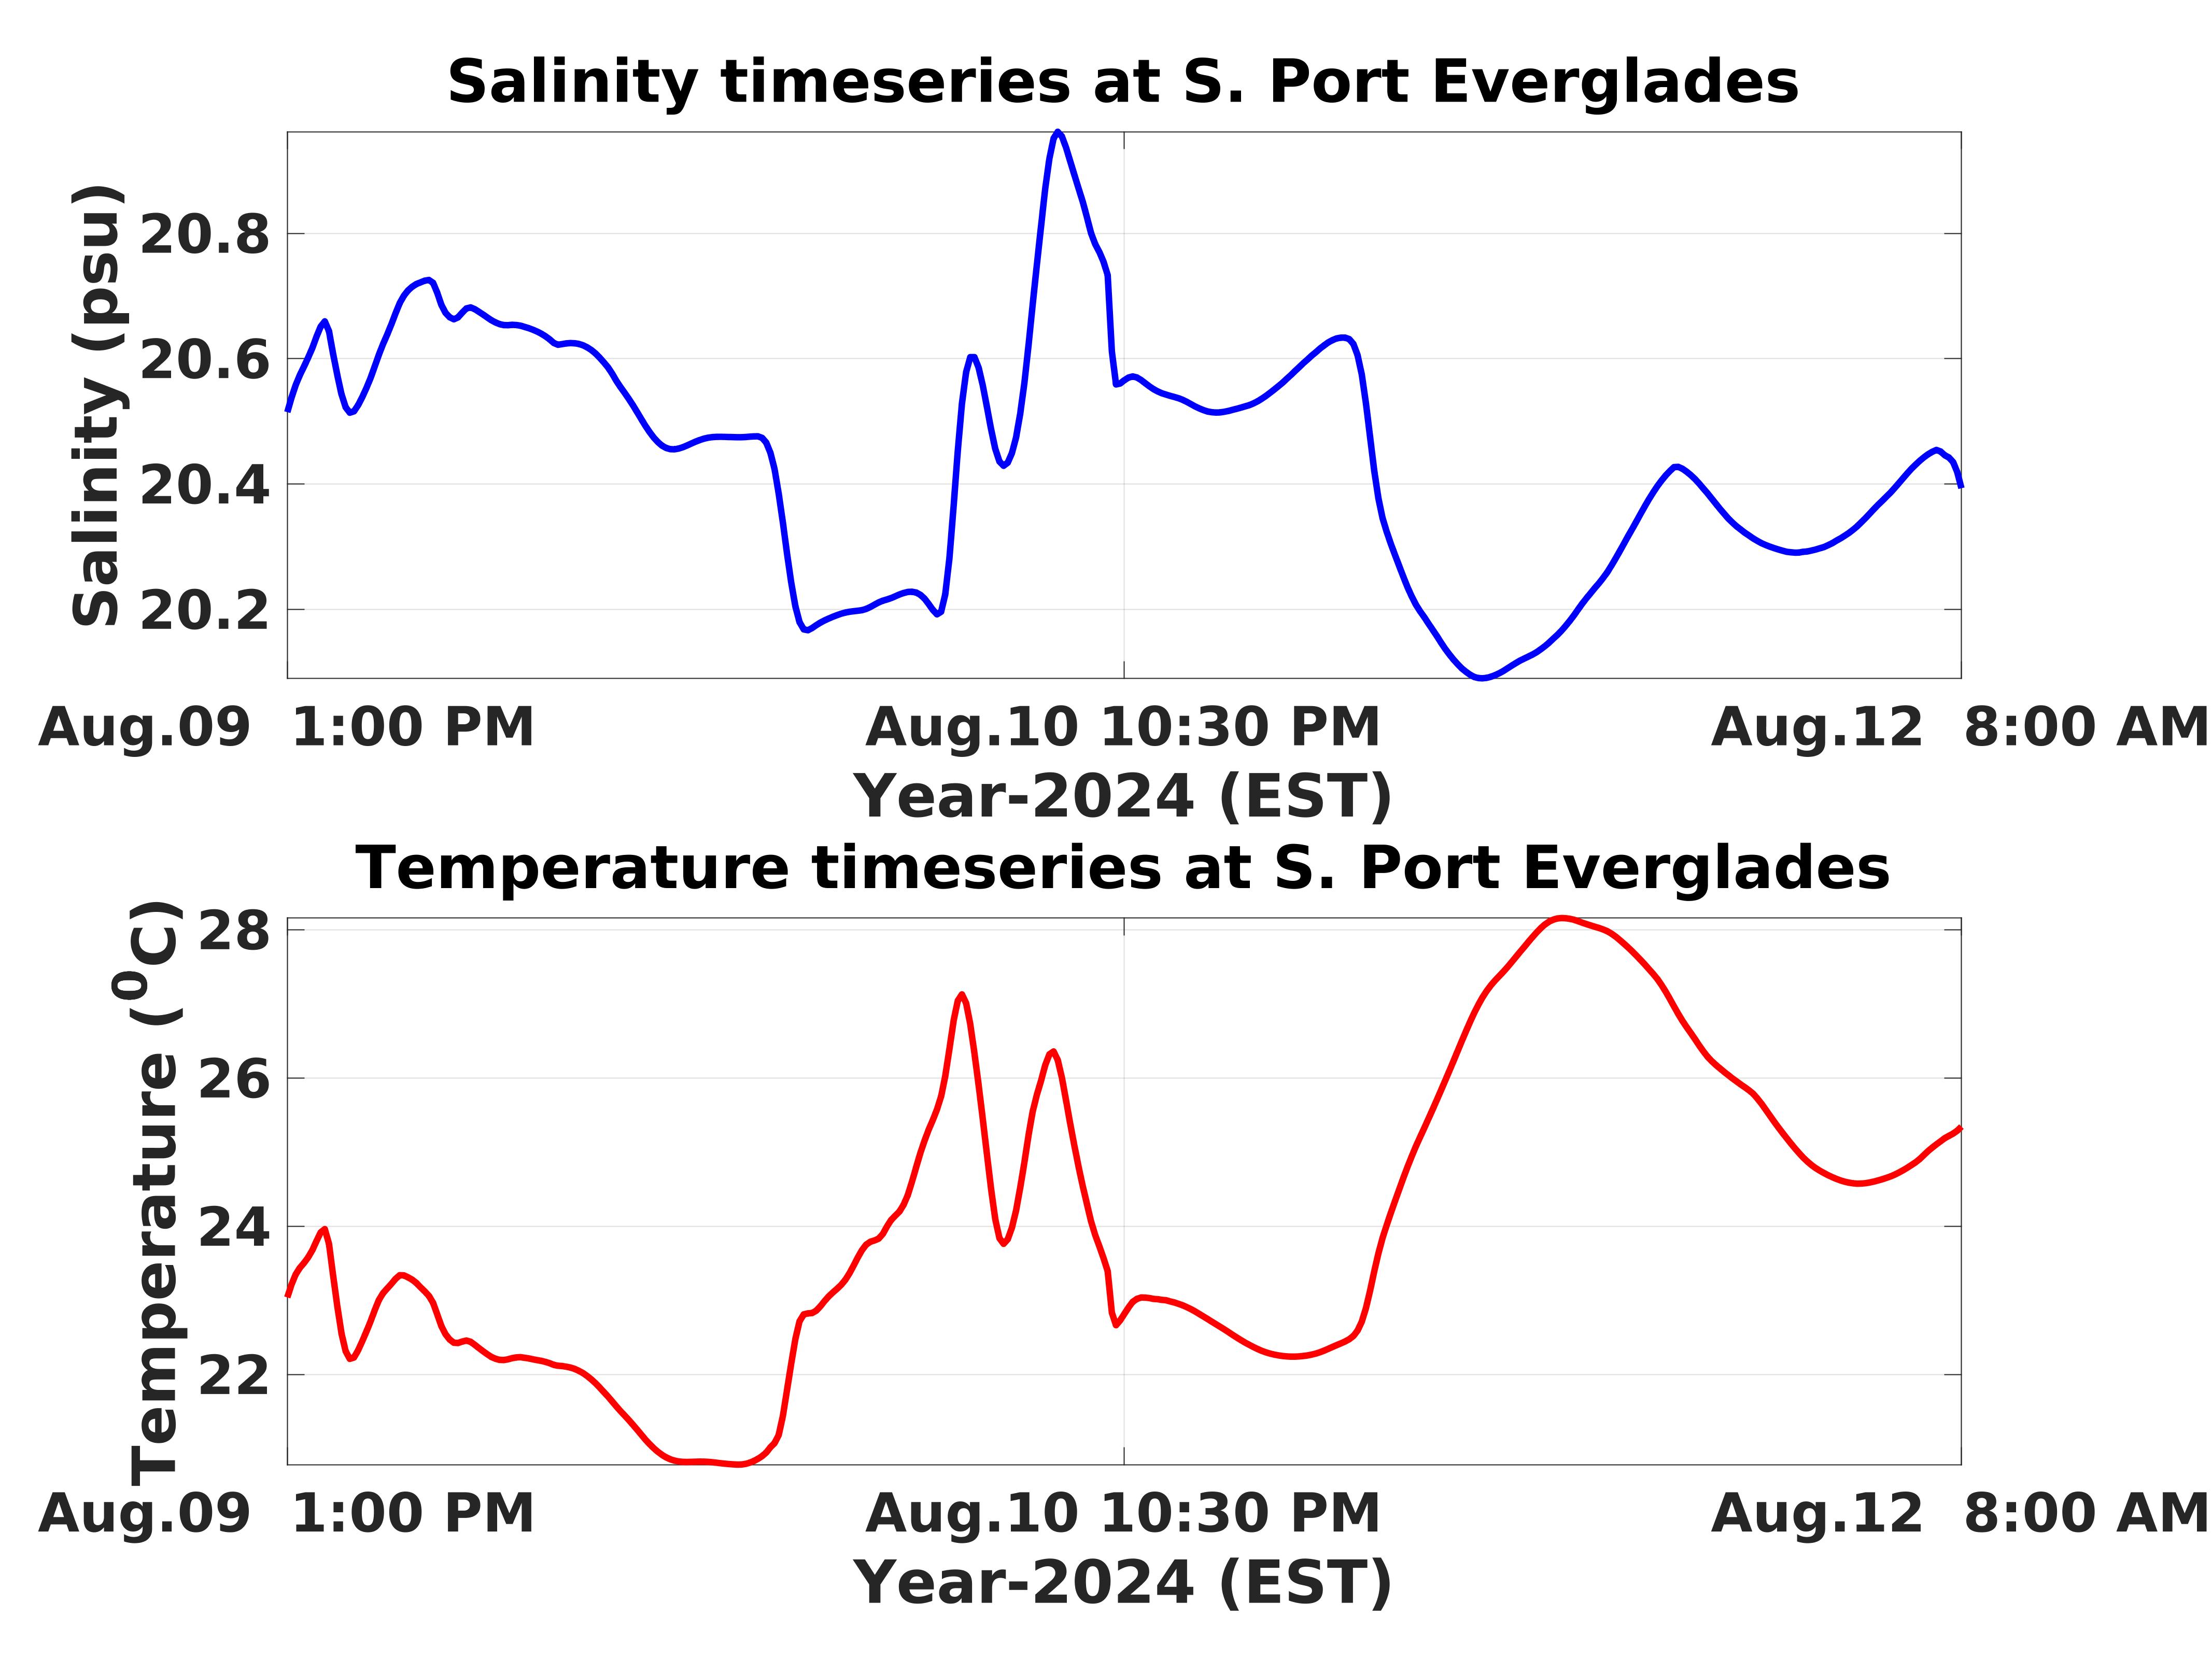 Salinity timeseries at S. Port Everglades
Salinity (psu)
20.8
20.6
20.4
20.2
Aug.09  1:00 PM
Aug.10 10:30 PM
Aug.12  8:00 AM
Year-2024 (EST)
Temperature timeseries at S. Port Everglades
Temperature (⁰C)
28
26
24
22
Aug.09  1:00 PM
Aug.10 10:30 PM
Aug.12  8:00 AM
Year-2024 (EST)